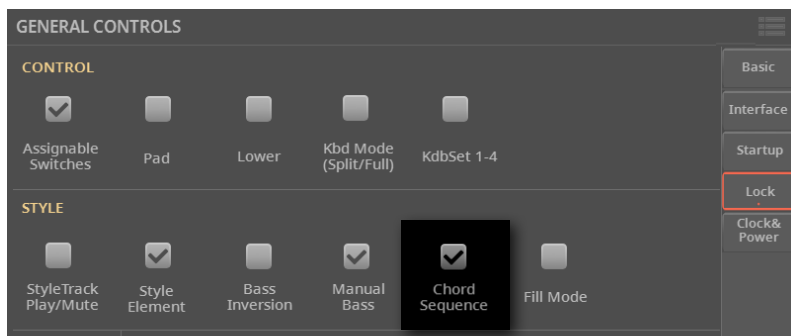 GENERAL CONTROLS
CONTROL
Assignable
Switches
Pad
Lower
Kbd Mode
(Split/Full)
KdbSet 1-4
STYLE
StyleTrack
Play/Mute
Style
Element
Bass
Inversion
Manual
Bass
Chord
Sequence
Fill Mode
Basic
Interface
Startup
Lock
Clock&
Power